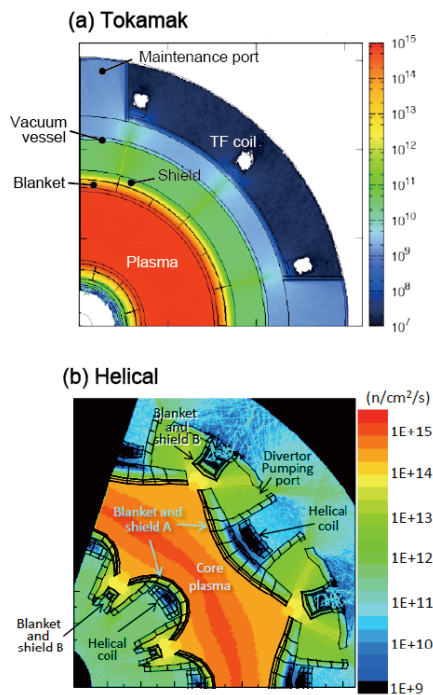 (a) Tokamak
Maintenance port
Vacuum
vessel
TF coil
Blanket
Shield
Plasma
10^15
10^14
10^13
10^12
10^11
10^10
10^9
10^8
10^7
(b) Helical
(n/cm²/s)
Blanket
and
shield B
Divertor
Pumping
port
Blanket and
shield A
Helical
coil
Core
plasma
Blanket
and
shield B
Helical
coil
1E+15
1E+14
1E+13
1E+12
1E+11
1E+10
1E+9